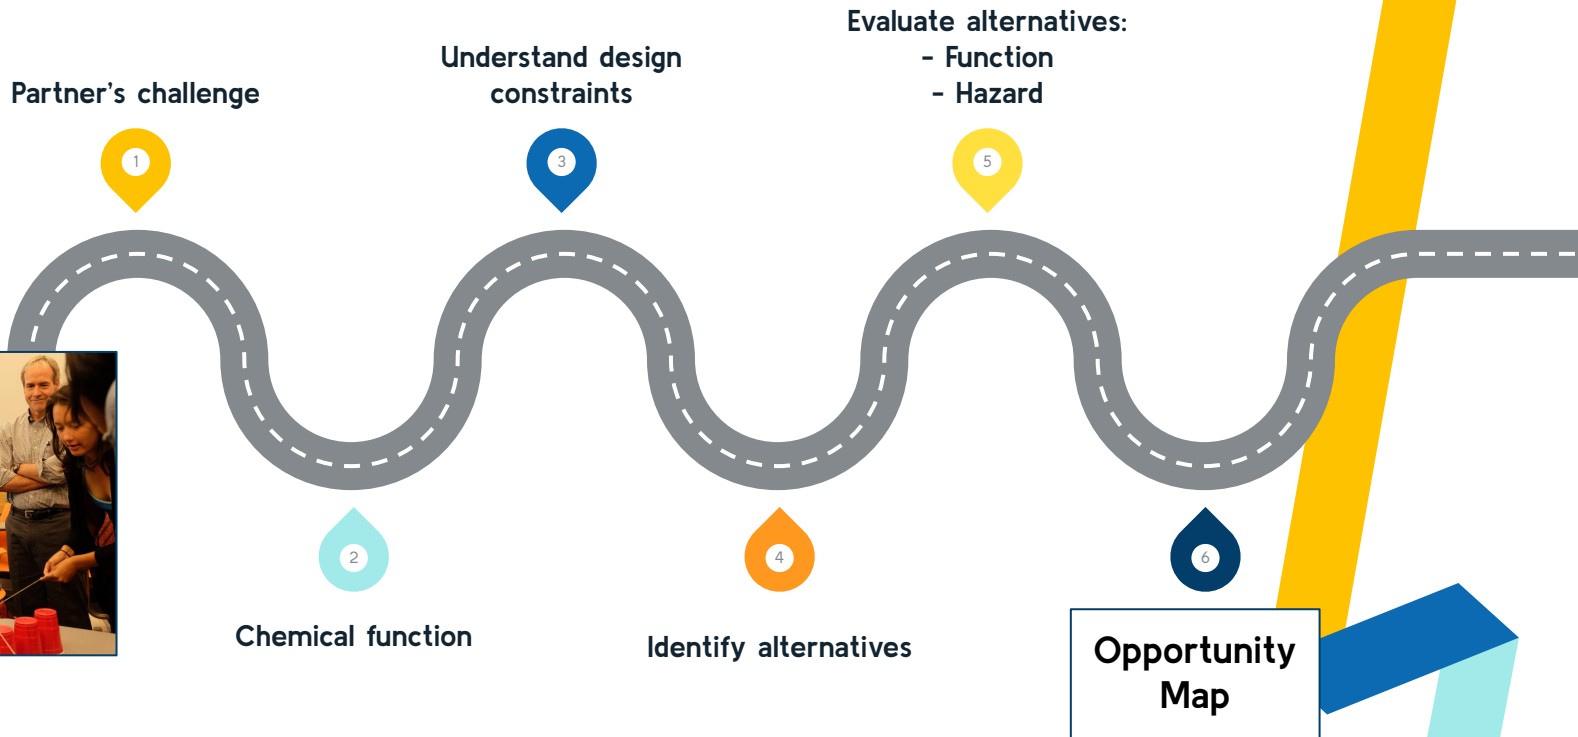 Partner's challenge
1
Chemical function
2
Understand design
constraints
3
Identify alternatives
4
Evaluate alternatives:
- Function
- Hazard
5
6
Opportunity
Map